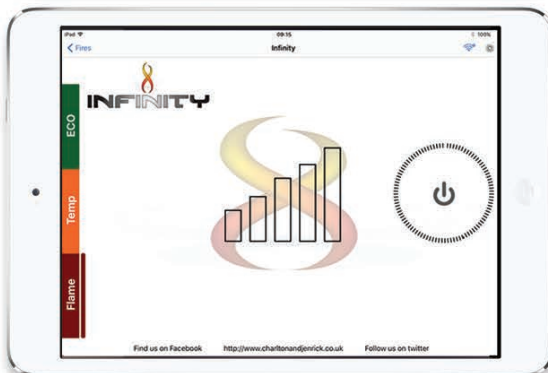 iPad
09:15
100%
Fires
Infinity
INFINITY
ECO
Temp
Flame
Find us on Facebook
http://www.charltonandjenrick.co.uk
Follow us on twitter